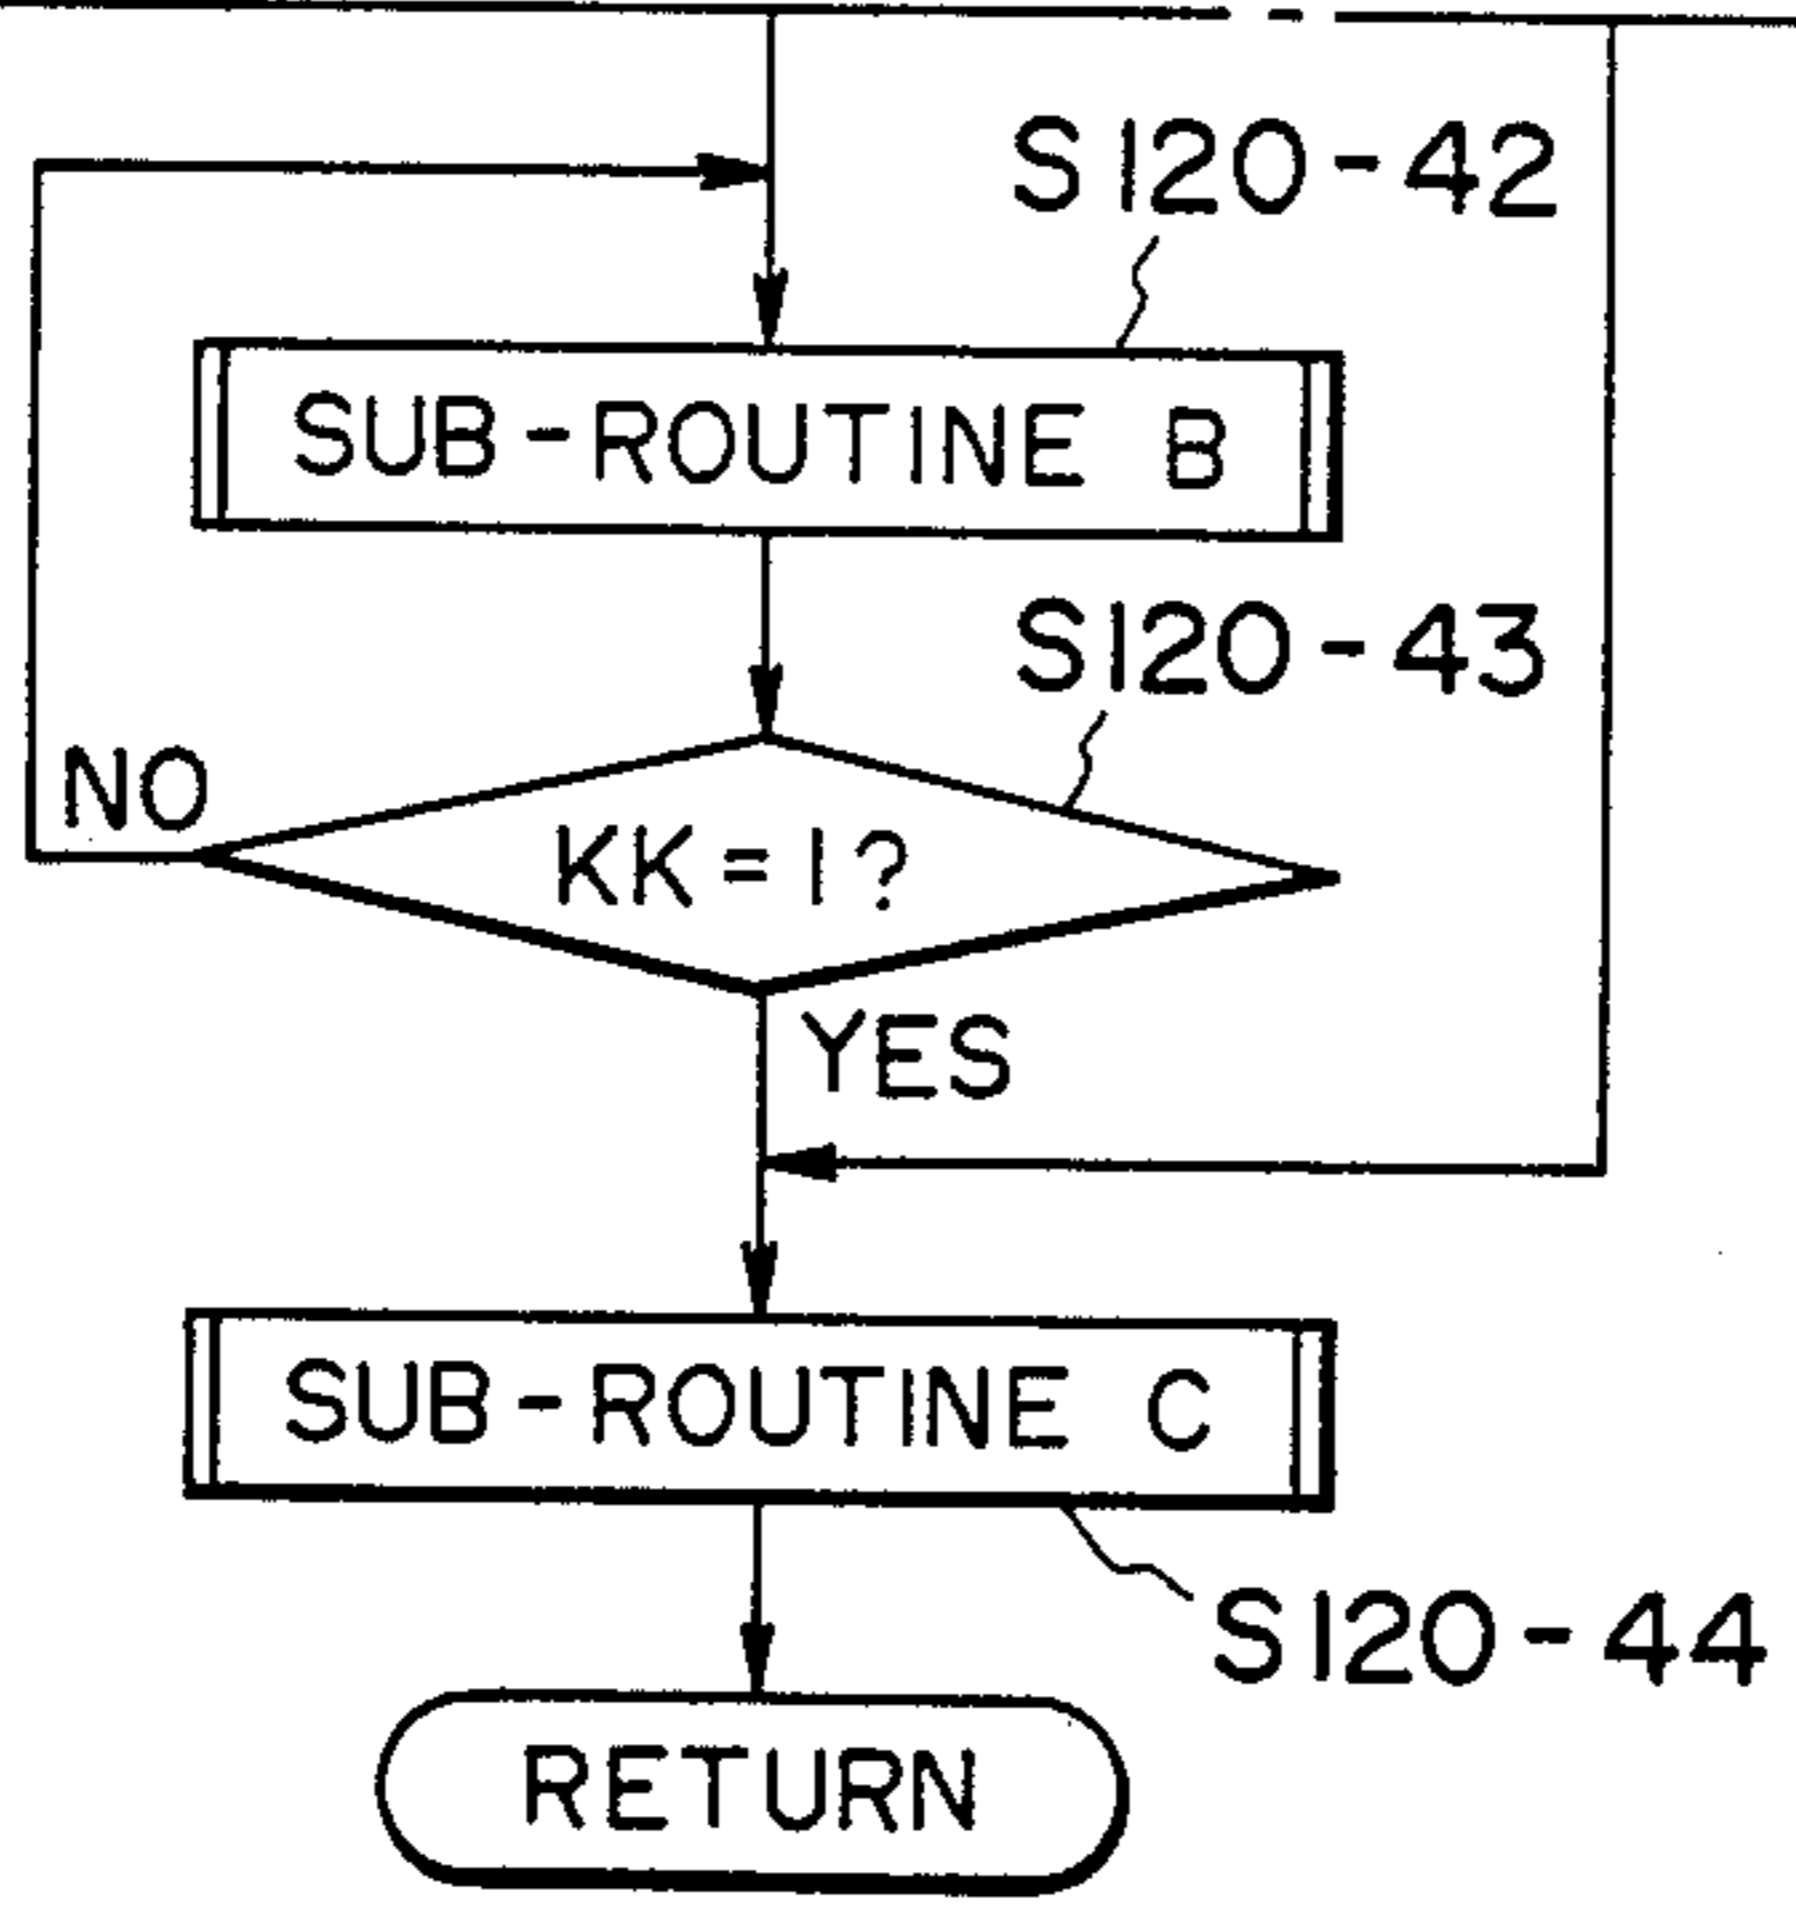 S120-42
SUB-ROUTINE B
S120-43
NO
KK=1?
YES
SUB-ROUTINE C
S120-44
RETURN